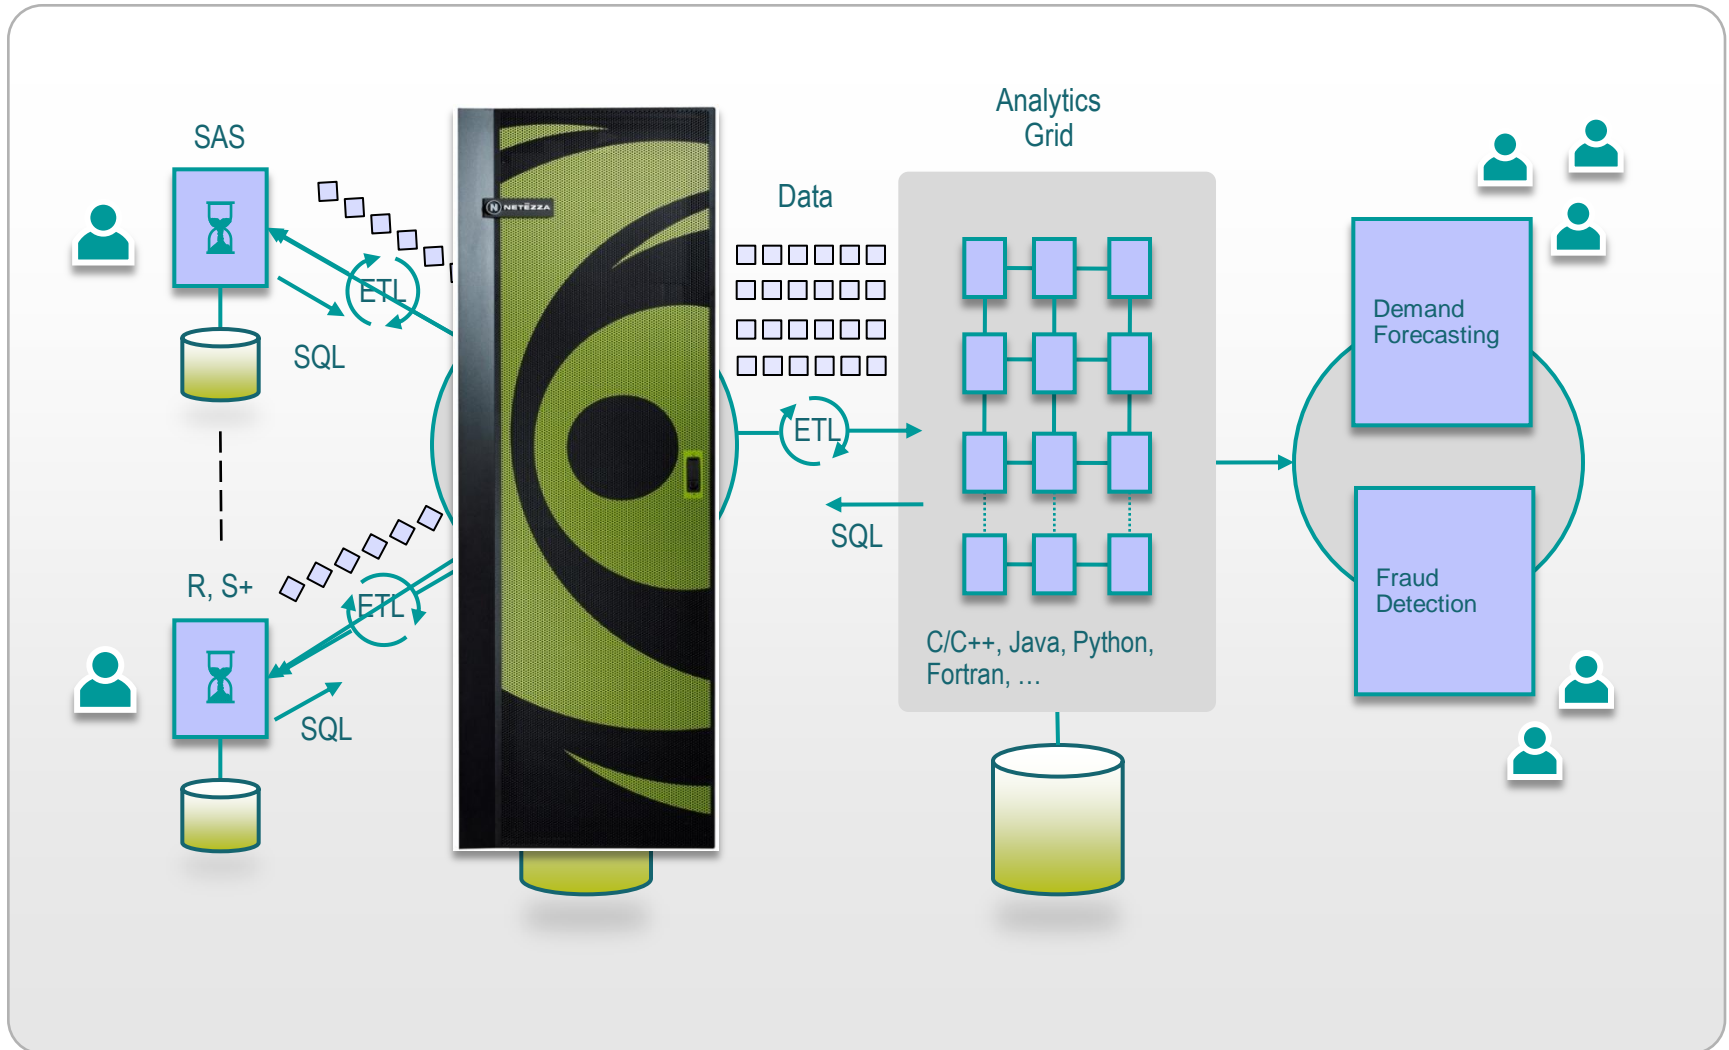 SAS
ETL
SQL
R, S+
ETL
SQL
N NETEZZA
Data
ETL
SQL
Analytics
Grid
C/C++, Java, Python,
Fortran, …
Demand
Forecasting
Fraud
Detection